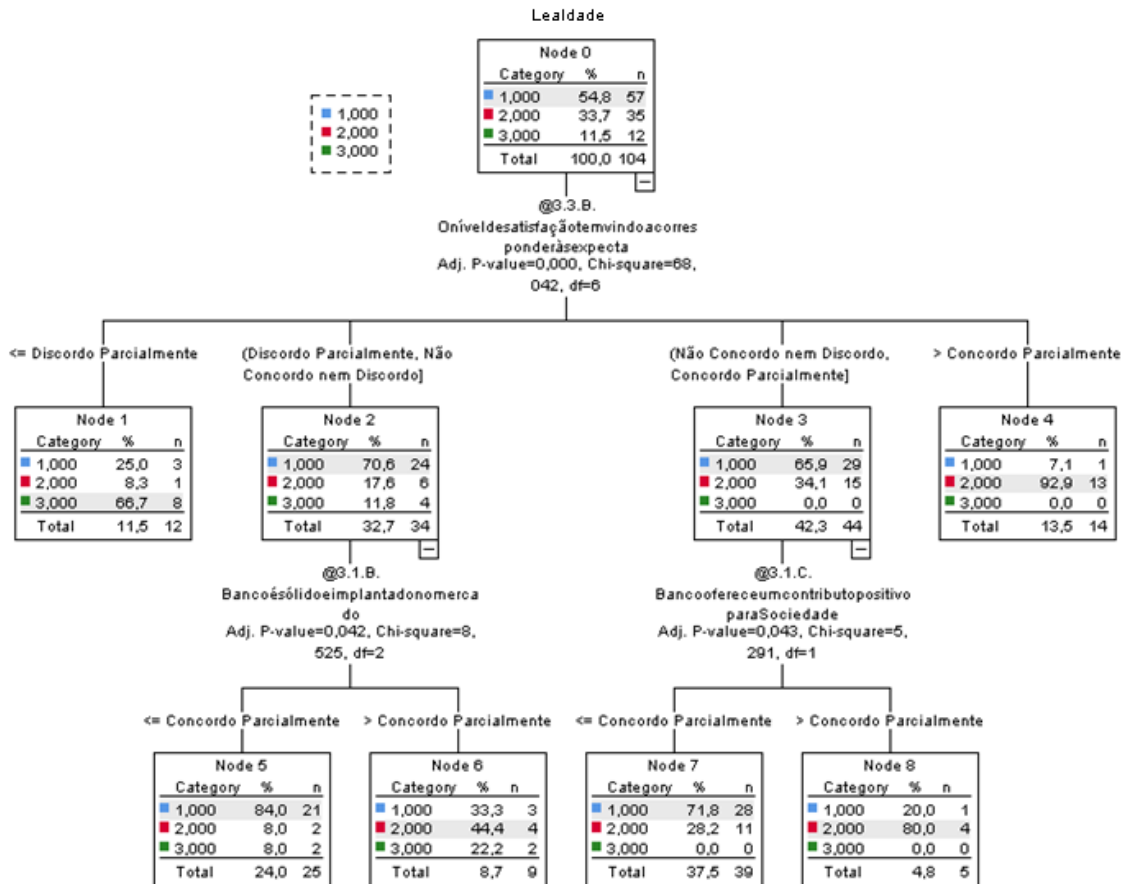 Lealdade
Node 0
Category % n
1,000 54,8 57
2,000 33,7 35
3,000 11,5 12
Total 100,0 104
1,000
2,000
3,000
@3.3.B.
Oníveldesatisfaçãotemvindoacorres
ponderàsexpecta
Adj. P-value=0,000, Chi-square=68,
042, df=6
<= Discordo Parcialmente
(Discordo Parcialmente, Não
Concordo nem Discordo]
(Não Concordo nem Discordo,
Concordo Parcialmente]
> Concordo Parcialmente
Node 1
Category % n
1,000 25,0 3
2,000 8,3 1
3,000 66,7 8
Total 11,5 12
Node 2
Category % n
1,000 70,6 24
2,000 17,6 6
3,000 11,8 4
Total 32,7 34
Node 3
Category % n
1,000 65,9 29
2,000 34,1 15
3,000 0,0 0
Total 42,3 44
Node 4
Category % n
1,000 7,1 1
2,000 92,9 13
3,000 0,0 0
Total 13,5 14
@3.1.B.
Bancoésólidoeimplantadonomerca
do
Adj. P-value=0,042, Chi-square=8,
525, df=2
@3.1.C.
Bancoofereceumcontributopositivo
paraSociedade
Adj. P-value=0,043, Chi-square=5,
291, df=1
<= Concordo Parcialmente
> Concordo Parcialmente
<= Concordo Parcialmente
> Concordo Parcialmente
Node 5
Category % n
1,000 84,0 21
2,000 8,0 2
3,000 8,0 2
Total 24,0 25
Node 6
Category % n
1,000 33,3 3
2,000 44,4 4
3,000 22,2 2
Total 8,7 9
Node 7
Category % n
1,000 71,8 28
2,000 28,2 11
3,000 0,0 0
Total 37,5 39
Node 8
Category % n
1,000 20,0 1
2,000 80,0 4
3,000 0,0 0
Total 4,8 5